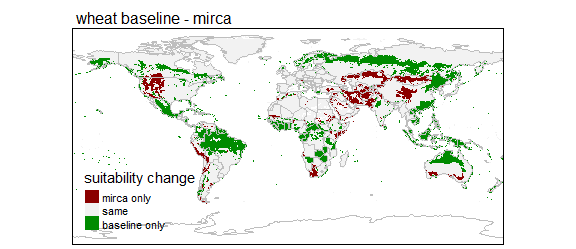 wheat baseline - mirca
suitability change
mirca only
same
baseline only